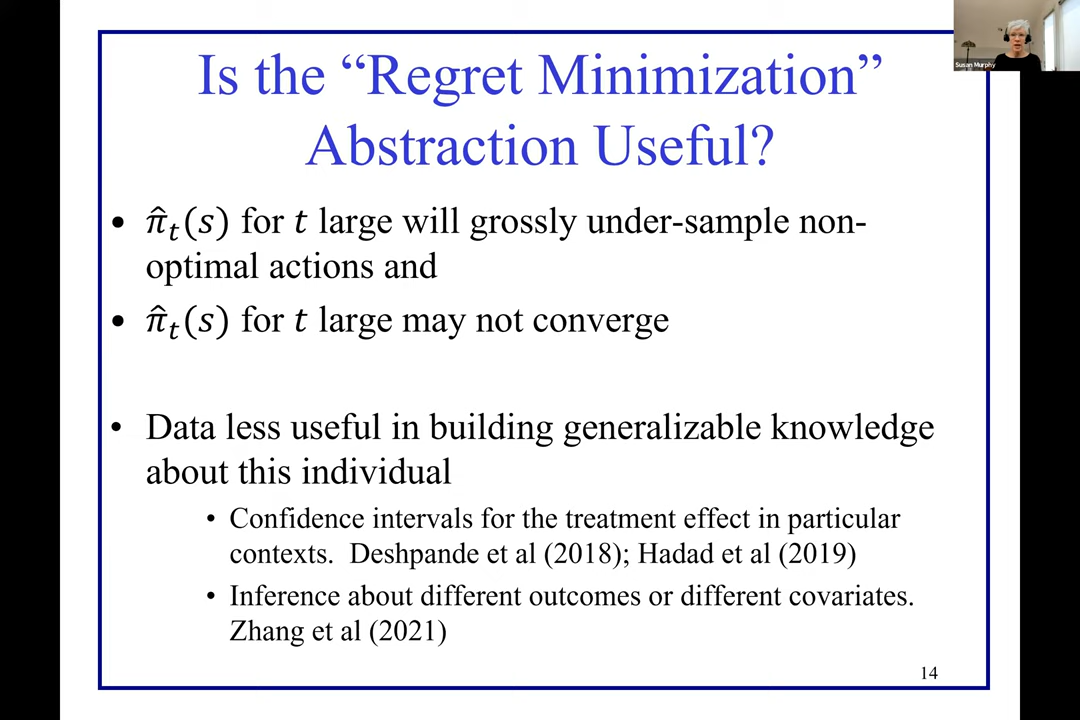 Susan Murphy
Is the “Regret Minimization”
Abstraction Useful?
• π̂ₜ(s) for t large will grossly under-sample non-
optimal actions and
• π̂ₜ(s) for t large may not converge
• Data less useful in building generalizable knowledge
about this individual
• Confidence intervals for the treatment effect in particular
contexts. Deshpande et al (2018); Hadad et al (2019)
• Inference about different outcomes or different covariates.
Zhang et al (2021)
14